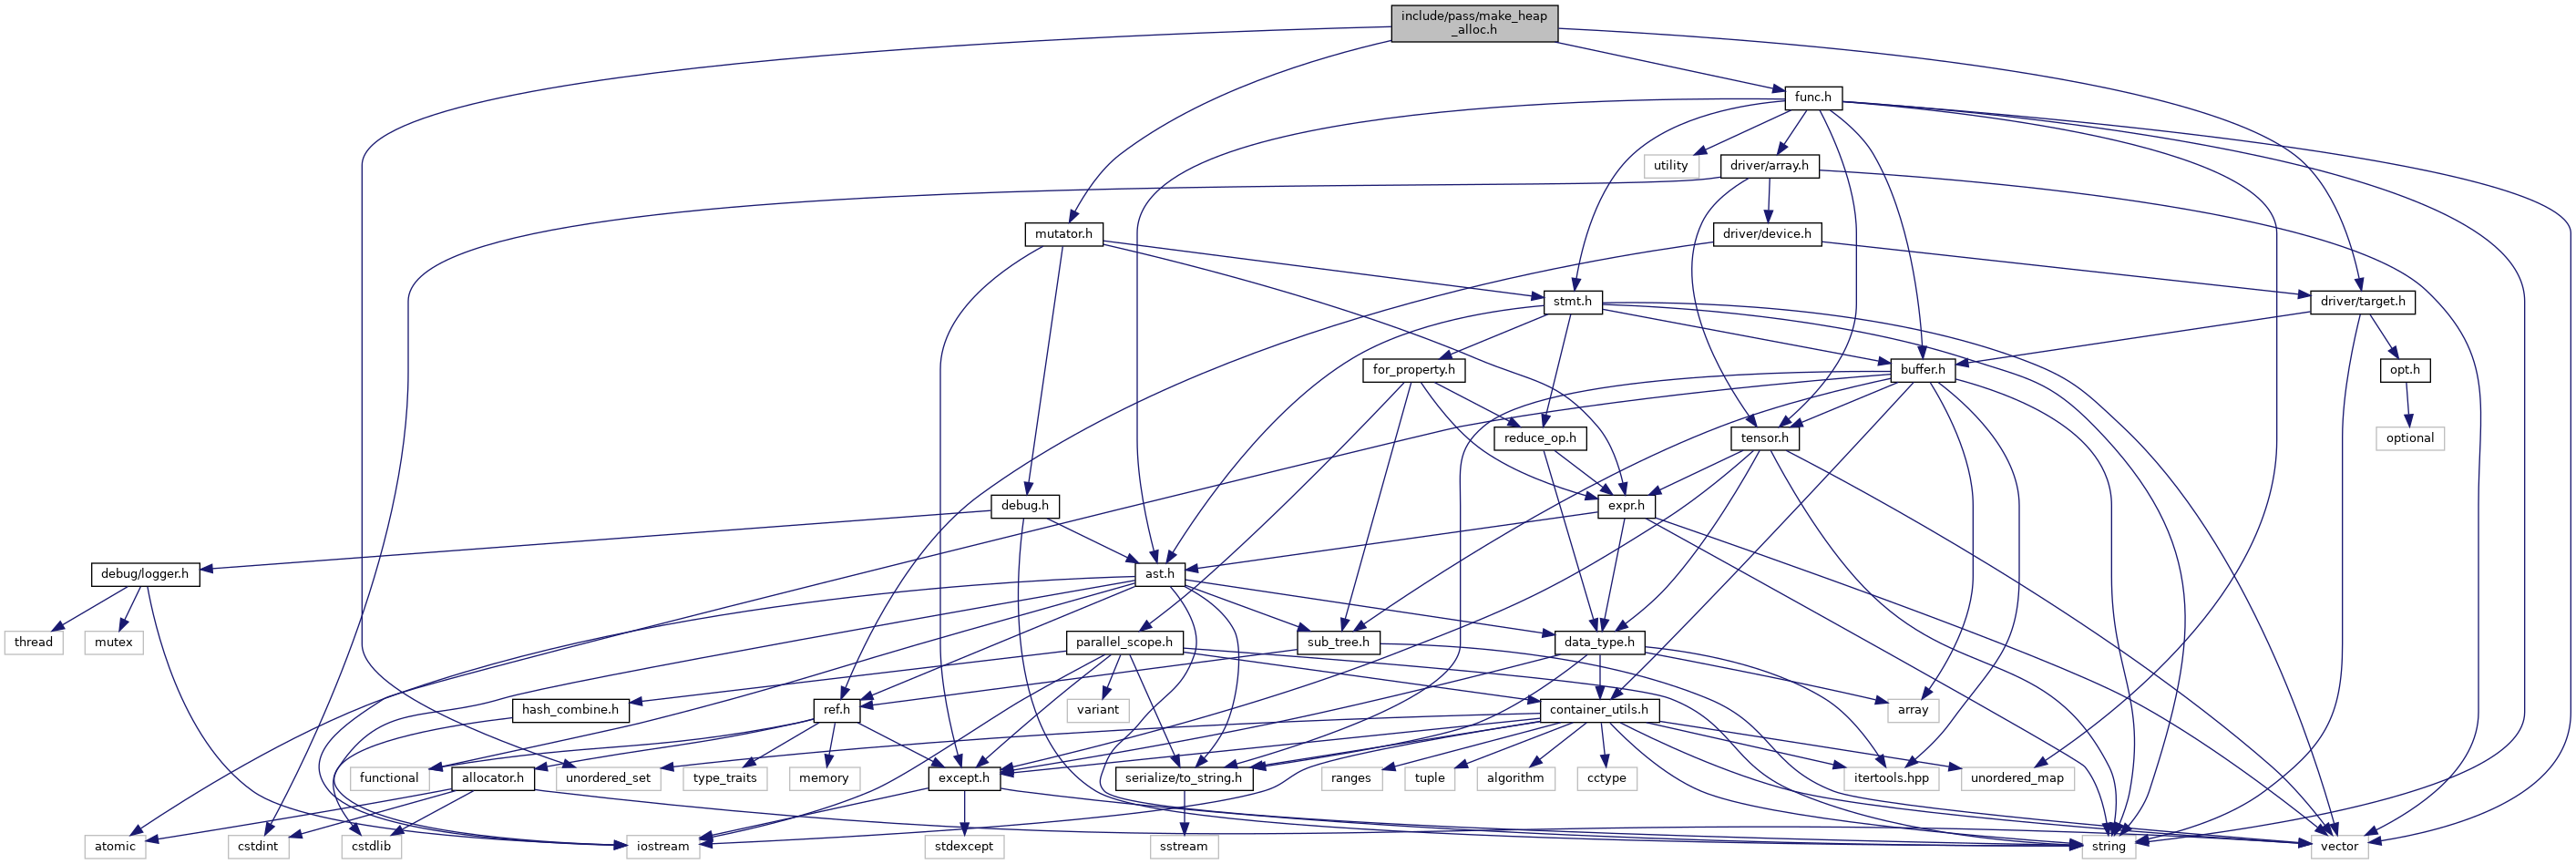 include/pass/make_heap
_alloc.h
func.h
utility
driver/array.h
mutator.h
driver/device.h
stmt.h
driver/target.h
for_property.h
buffer.h
opt.h
reduce_op.h
tensor.h
optional
debug.h
expr.h
debug/logger.h
ast.h
thread
mutex
parallel_scope.h
sub_tree.h
data_type.h
hash_combine.h
ref.h
variant
container_utils.h
array
functional
allocator.h
unordered_set
type_traits
memory
except.h
serialize/to_string.h
ranges
tuple
algorithm
cctype
itertools.hpp
unordered_map
atomic
cstdint
cstdlib
iostream
stdexcept
sstream
string
vector